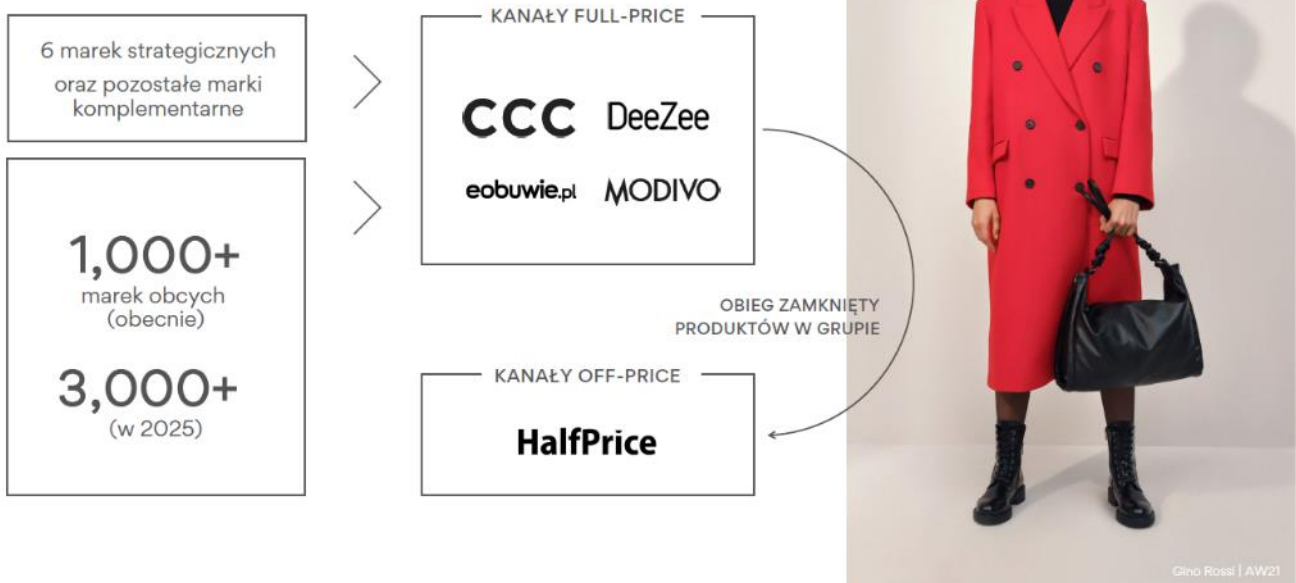 6 marek strategicznych
oraz pozostałe marki
komplementarne
1,000+
marek obcych
(obecnie)
3,000+
(w 2025)
KANAŁY FULL-PRICE
CCC DeeZee
eobuwie.pl MODIVO
OBIEG ZAMKNIĘTY
PRODUKTÓW W GRUPIE
KANAŁY OFF-PRICE
HalfPrice
Gino Rossi | AW21